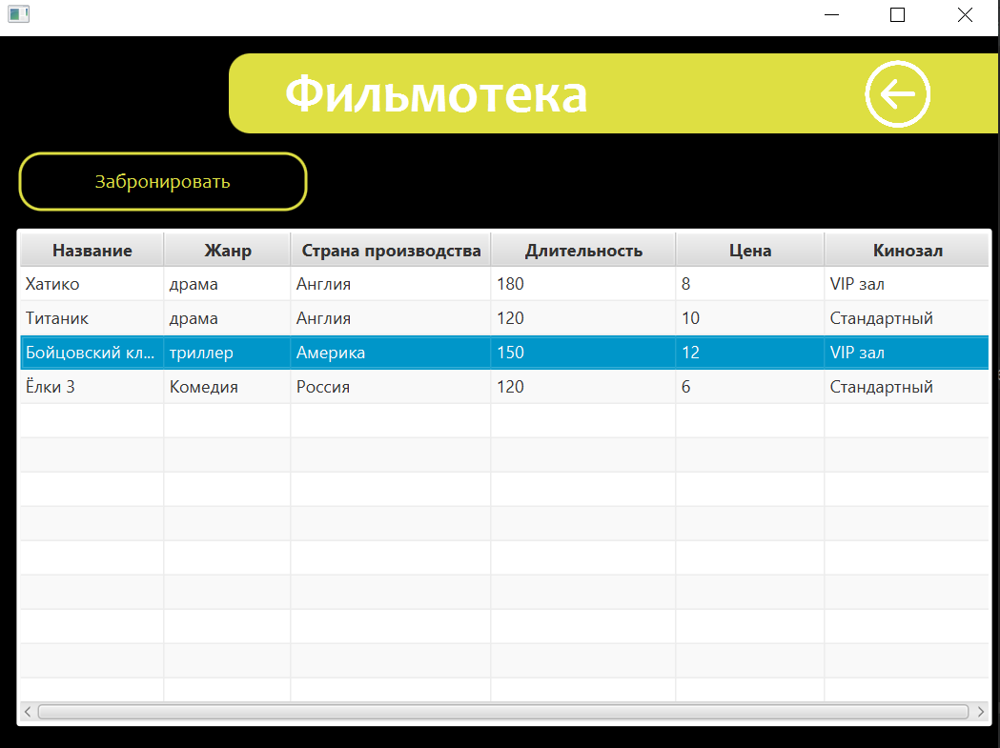 Фильмотека
Забронировать
Название Жанр Страна производства Длительность Цена Кинозал
Хатико драма Англия 180 8 VIP зал
Титаник драма Англия 120 10 Стандартный
Бойцовский кл... триллер Америка 150 12 VIP зал
Ёлки 3 Комедия Россия 120 6 Стандартный